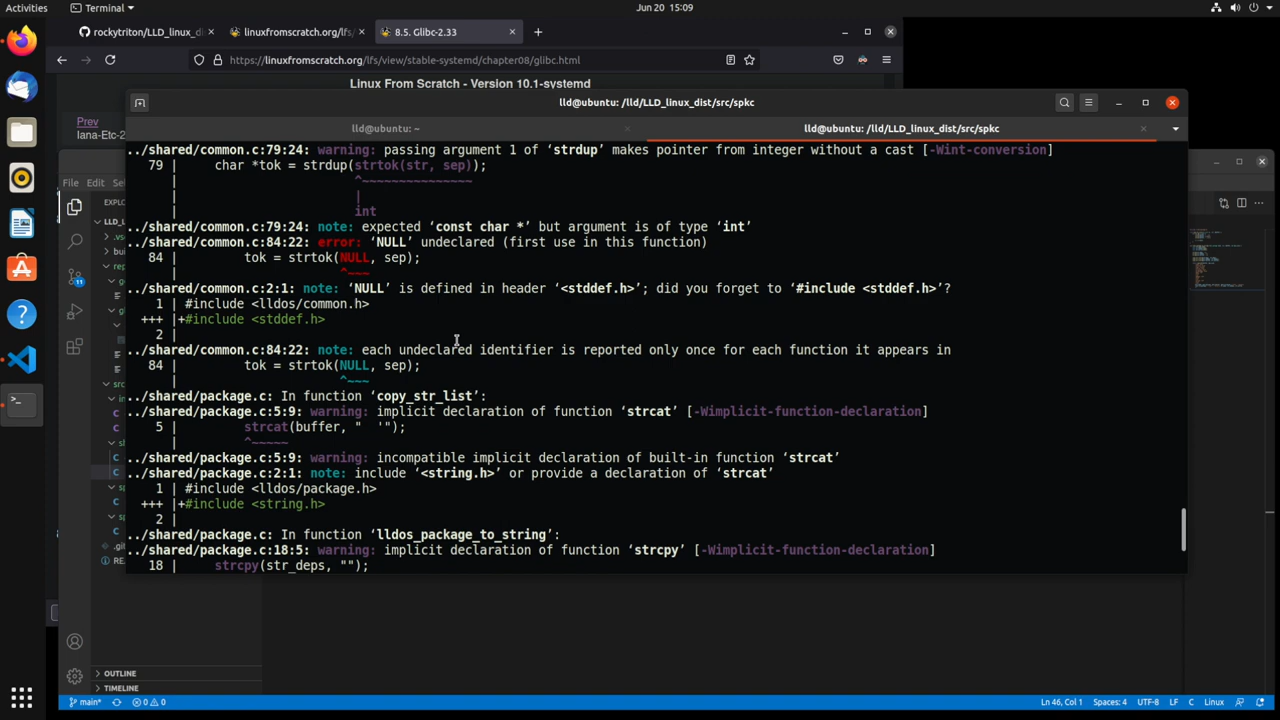 Activities
Terminal
Jun 20 15:09
rockytriton/LLD_linux_d
linuxfromscratch.org/lfs
8.5. Glibc-2.33
https://linuxfromscratch.org/lfs/view/stable-systemd/chapter08/glibc.html
Linux From Scratch - Version 10.1-systemd
Prev
Iana-Etc-2
lld@ubuntu: /lld/LLD_linux_dist/src/spkc
lld@ubuntu: ~
lld@ubuntu: /lld/LLD_linux_dist/src/spkc
File Edit
EXPL
LLD_L
../shared/common.c:79:24: warning: passing argument 1 of ‘strdup’ makes pointer from integer without a cast [-Wint-conversion]
79 |     char *tok = strdup(strtok(str, sep));
|                        ^~~~~~~~~~~~~~~~
|                        |
|                        int
../shared/common.c:79:24: note: expected ‘const char *’ but argument is of type ‘int’
../shared/common.c:84:22: error: ‘NULL’ undeclared (first use in this function)
84 |         tok = strtok(NULL, sep);
|                      ^~~~
../shared/common.c:2:1: note: ‘NULL’ is defined in header ‘<stddef.h>’; did you forget to ‘#include <stddef.h>’?
1 | #include <lldos/common.h>
+++ |+#include <stddef.h>
2 |
../shared/common.c:84:22: note: each undeclared identifier is reported only once for each function it appears in
84 |         tok = strtok(NULL, sep);
|                      ^~~~
../shared/package.c: In function ‘copy_str_list’:
../shared/package.c:5:9: warning: implicit declaration of function ‘strcat’ [-Wimplicit-function-declaration]
5 |         strcat(buffer, "  '");
|         ^~~~~~
../shared/package.c:5:9: warning: incompatible implicit declaration of built-in function ‘strcat’
../shared/package.c:2:1: note: include ‘<string.h>’ or provide a declaration of ‘strcat’
1 | #include <lldos/package.h>
+++ |+#include <string.h>
2 |
../shared/package.c: In function ‘lldos_package_to_string’:
../shared/package.c:18:5: warning: implicit declaration of function ‘strcpy’ [-Wimplicit-function-declaration]
18 |     strcpy(str_deps, "");
OUTLINE
TIMELINE
main*
0 0
Ln 46, Col 1
Spaces: 4
UTF-8
LF
C
Linux